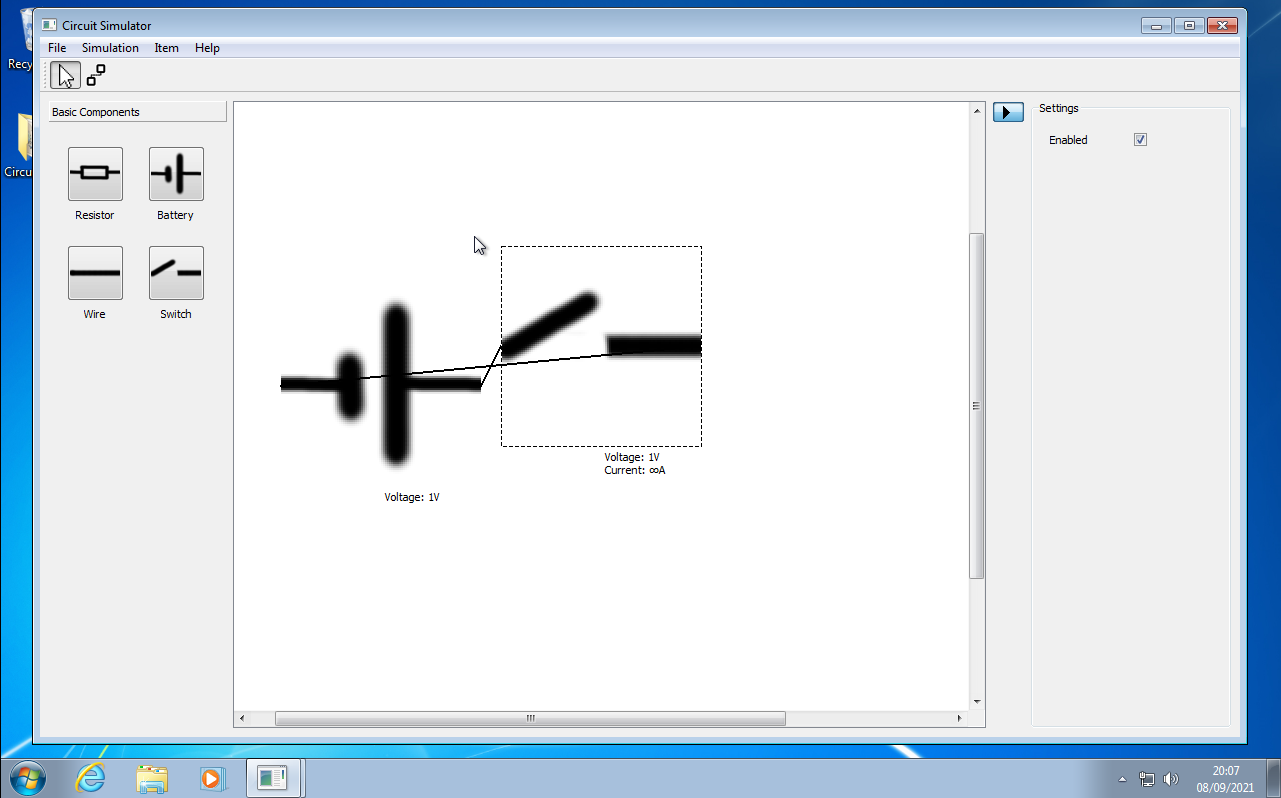 Circuit Simulator
File Simulation Item Help
Recy
Circu
Basic Components
Resistor Battery
Wire Switch
Voltage: 1V
Voltage: 1V
Current: ∞A
Settings
Enabled
20:07
08/09/2021